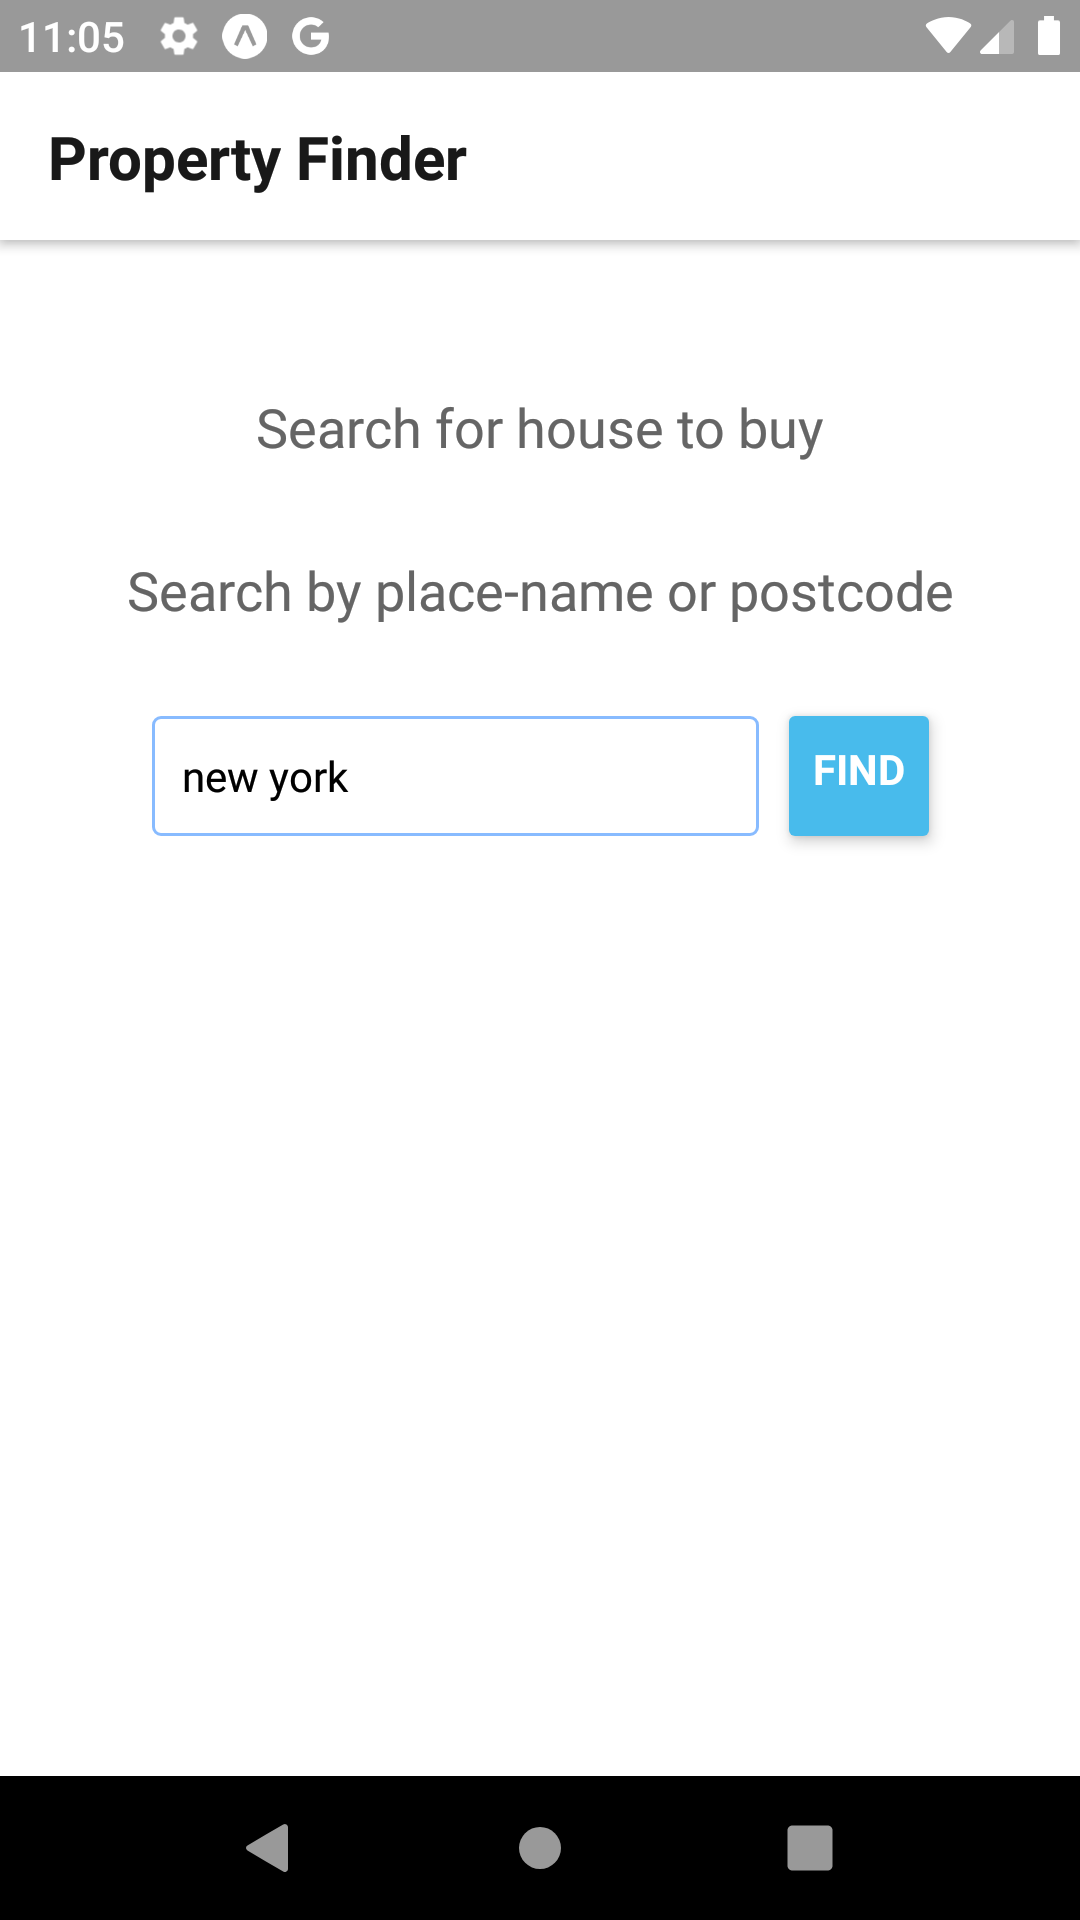 11:05
Property Finder
Search for house to buy
Search by place-name or postcode
new york
FIND